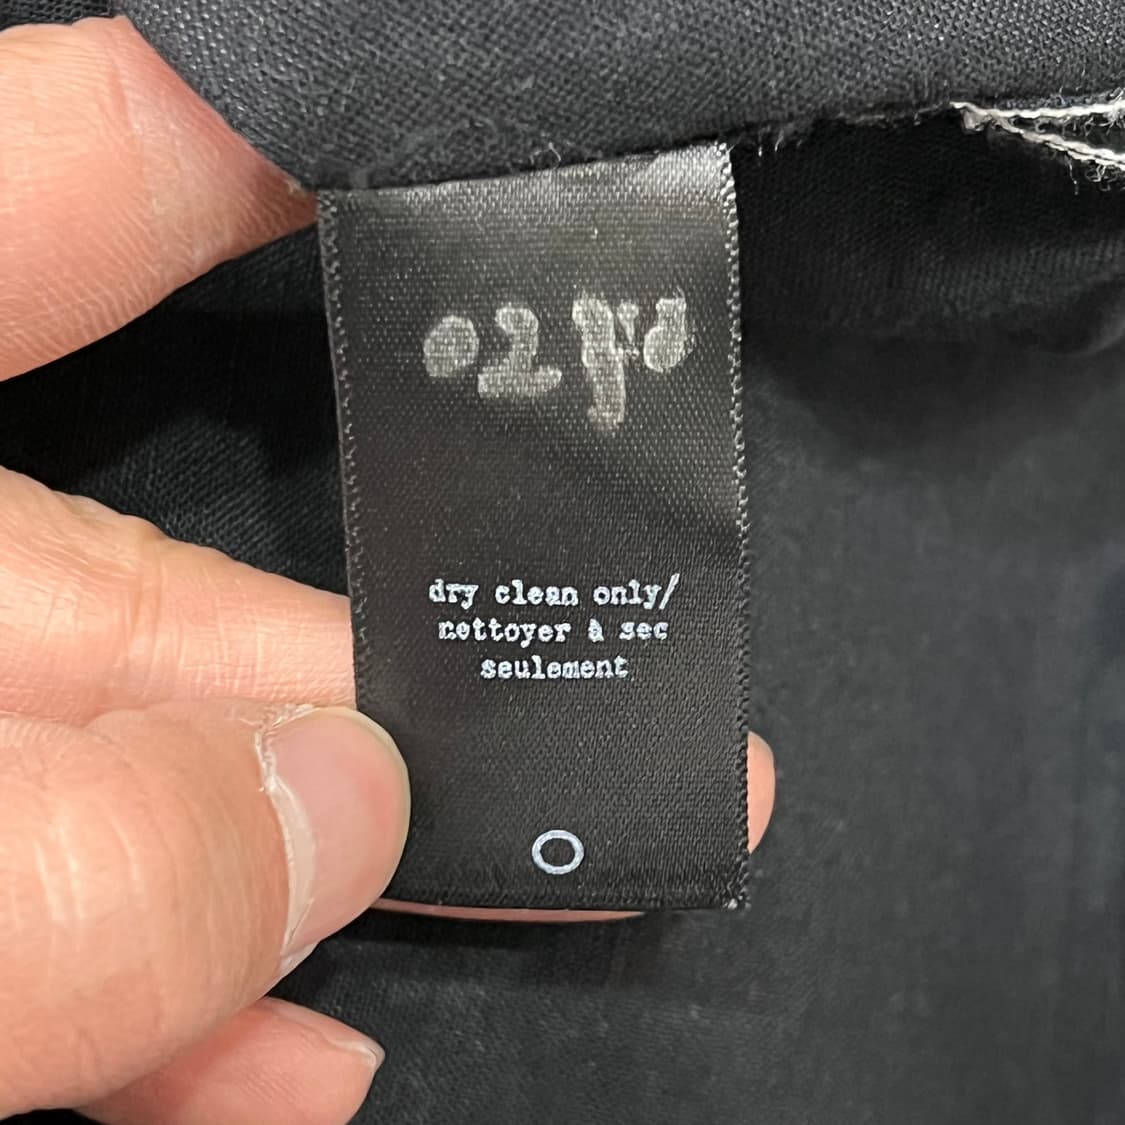 dry clean only/
nettoyer à sec
seulement